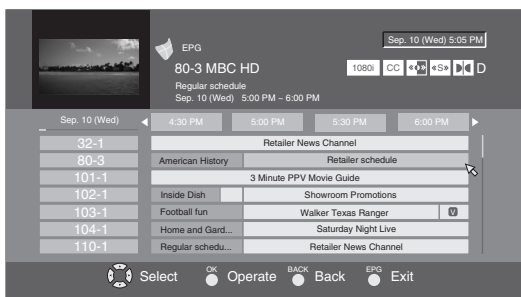 Sep. 10 (Wed) 5:05 PM
EPG
80-3 MBC HD
1080i CC «S» D
Regular schedule
Sep. 10 (Wed) 5:00 PM ~ 6:00 PM
Sep. 10 (Wed) 4:30 PM 5:00 PM 5:30 PM 6:00 PM
32-1 Retailer News Channel
80-3 American History Retailer schedule
101-1 3 Minute PPV Movie Guide
102-1 Inside Dish Showroom Promotions
103-1 Football fun Walker Texas Ranger V
104-1 Home and Gard... Saturday Night Live
110-1 Regular schedu... Retailer News Channel
Select OK Operate BACK Back EPG Exit